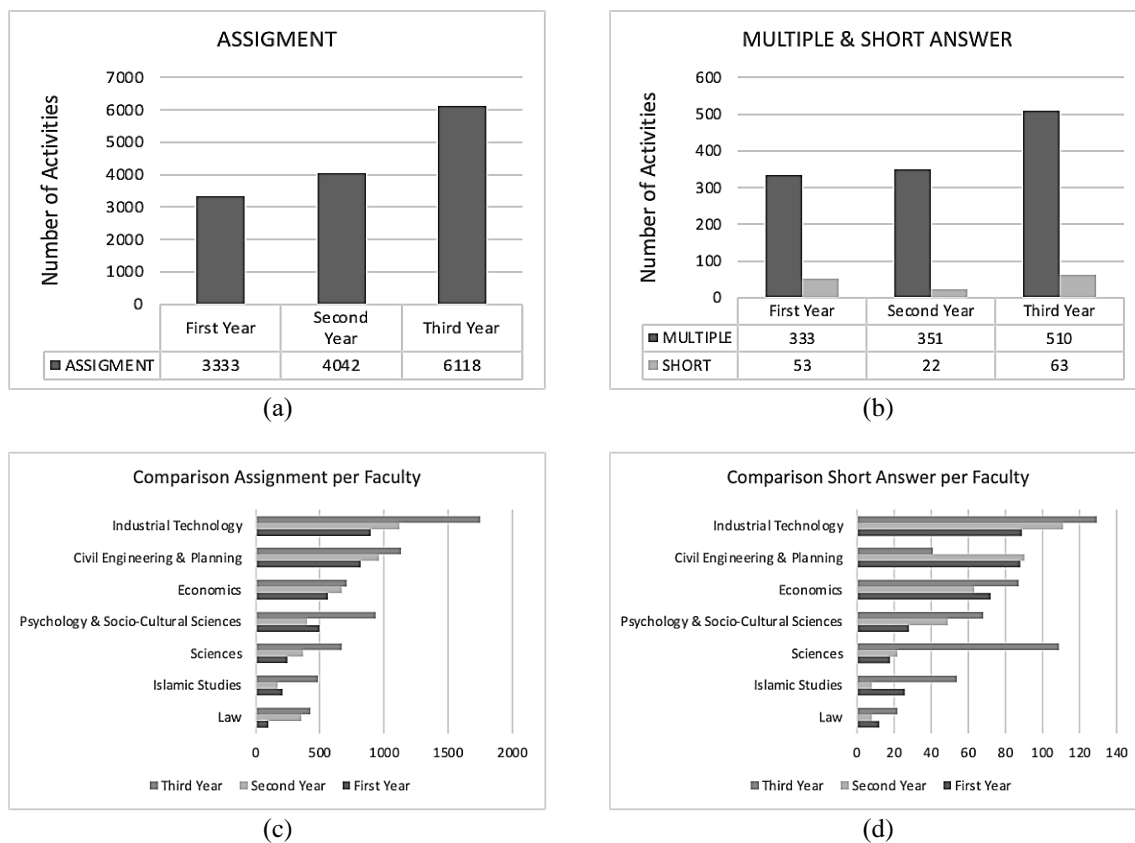 ASSIGMENT
Number of Activities
7000
6000
5000
4000
3000
2000
1000
0
First Year Second Year Third Year
ASSIGMENT 3333 4042 6118
(a)
MULTIPLE & SHORT ANSWER
Number of Activities
600
500
400
300
200
100
0
First Year Second Year Third Year
MULTIPLE 333 351 510
SHORT 53 22 63
(b)
Comparison Assignment per Faculty
Industrial Technology
Civil Engineering & Planning
Economics
Psychology & Socio-Cultural Sciences
Sciences
Islamic Studies
Law
0 500 1000 1500 2000
Third Year Second Year First Year
(c)
Comparison Short Answer per Faculty
Industrial Technology
Civil Engineering & Planning
Economics
Psychology & Socio-Cultural Sciences
Sciences
Islamic Studies
Law
0 20 40 60 80 100 120 140
Third Year Second Year First Year
(d)